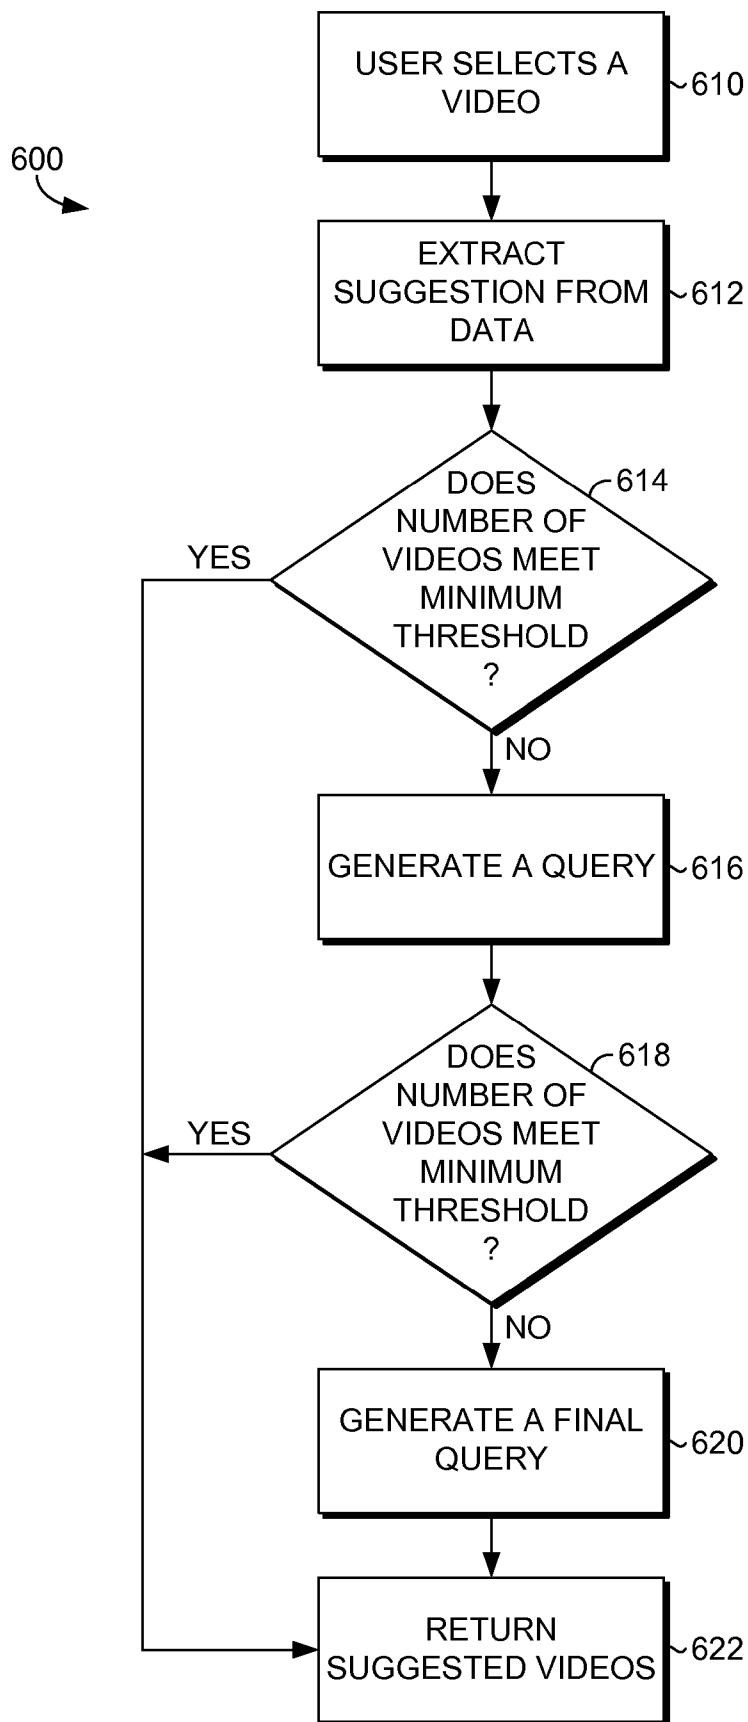 USER SELECTS A
VIDEO
610
600
EXTRACT
SUGGESTION FROM
DATA
612
DOES
NUMBER OF
VIDEOS MEET
MINIMUM
THRESHOLD
?
614
YES
NO
GENERATE A QUERY
616
DOES
NUMBER OF
VIDEOS MEET
MINIMUM
THRESHOLD
?
618
YES
NO
GENERATE A FINAL
QUERY
620
RETURN
SUGGESTED VIDEOS
622